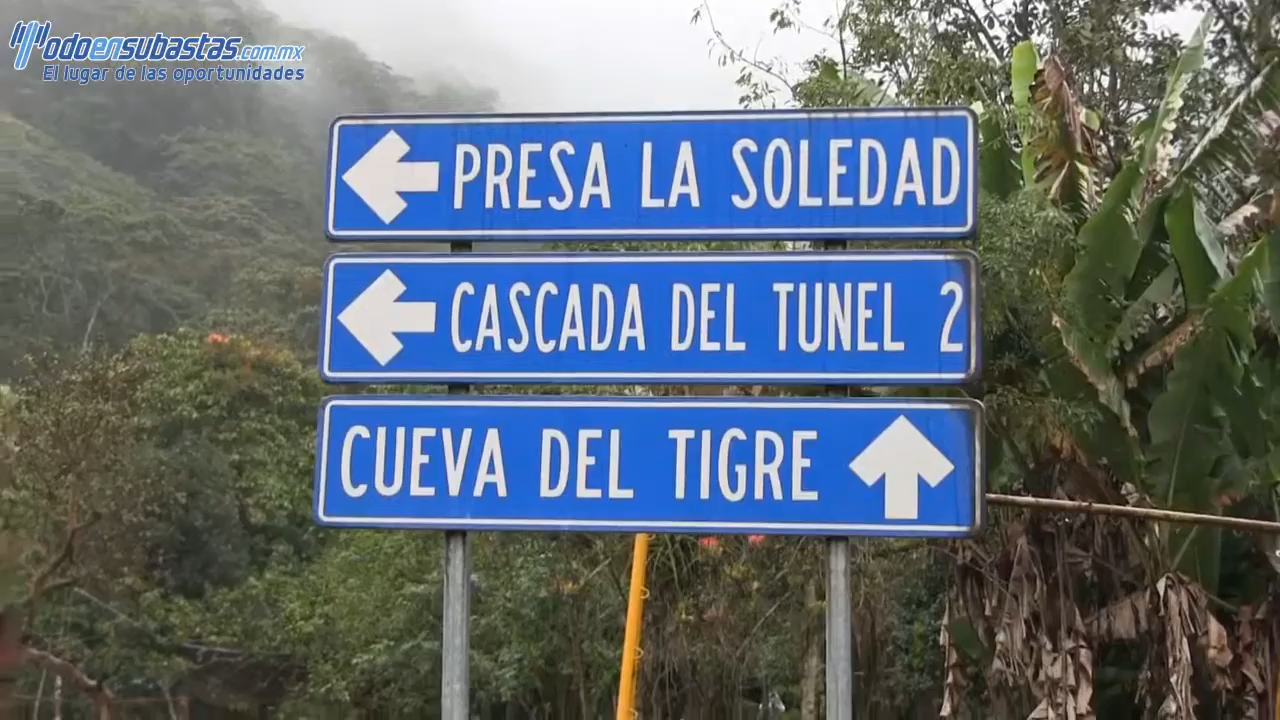 Todoensubastas.com.mx
El lugar de las oportunidades
PRESA LA SOLEDAD
CASCADA DEL TUNEL 2
CUEVA DEL TIGRE